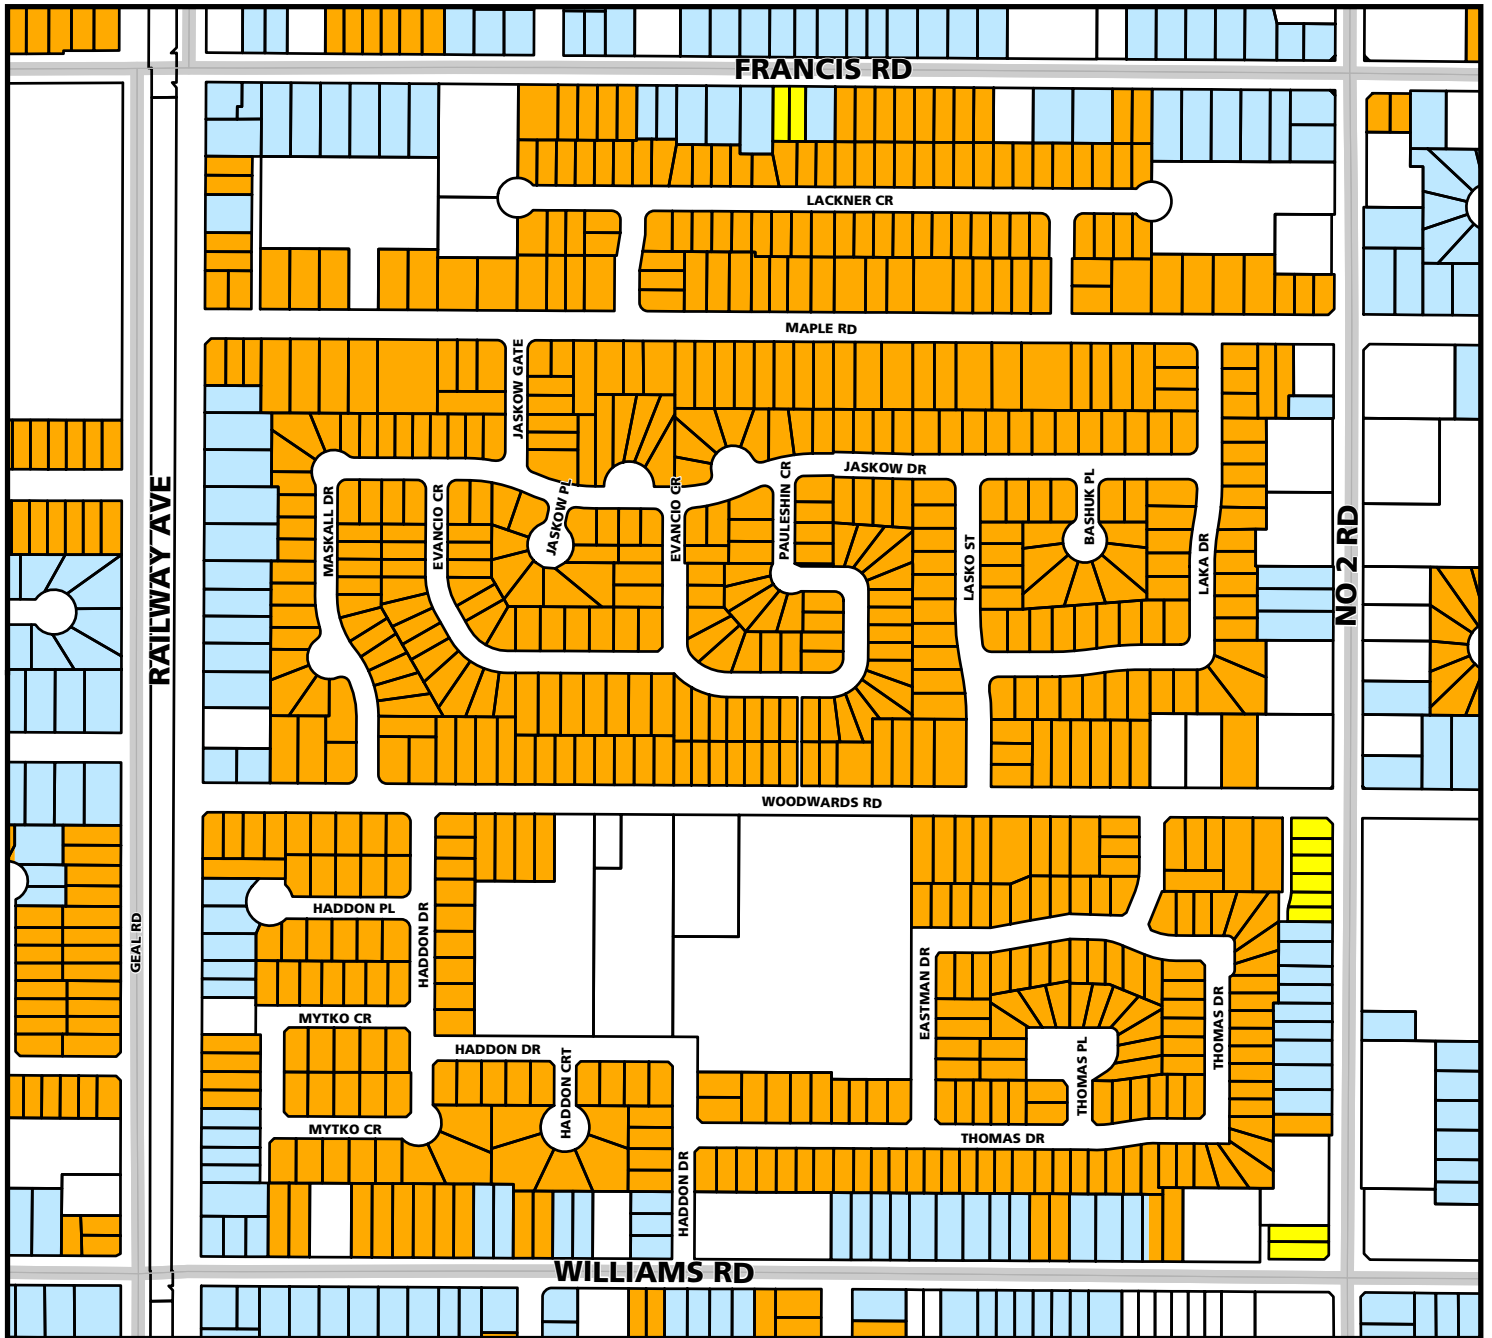 FRANCIS RD
LACKNER CR
MAPLE RD
JASKOW GATE
JASKOW DR
MASKALL DR
EVANCIO CR
JASKOW PL
EVANCIO CR
PAULESHIN CR
LASKO ST
BASHUK PL
LAKA DR
NO 2 RD
RAILWAY AVE
WOODWARDS RD
GEAL RD
HADDON PL
HADDON DR
MYTKO CR
HADDON DR
HADDON CRT
MYTKO CR
HADDON DR
EASTMAN DR
THOMAS PL
THOMAS DR
THOMAS DR
WILLIAMS RD